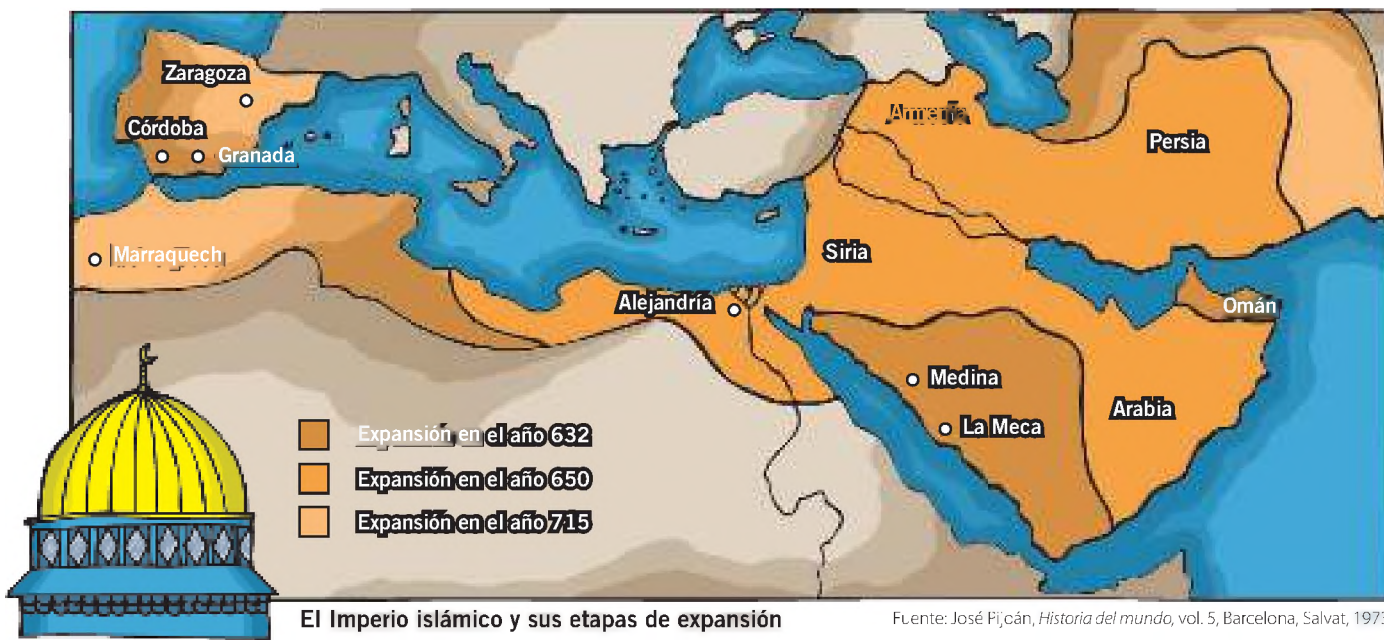 Zaragoza
Córdoba
Granada
Marraquech
Armenía
Persia
Siria
Alejandría
Omán
Medina
La Meca
Arabia
Expansión en el año 632
Expansión en el año 650
Expansión en el año 715
El Imperio islámico y sus etapas de expansión
Fuente: José Pijoán, Historia del mundo, vol. 5, Barcelona, Salvat, 1973